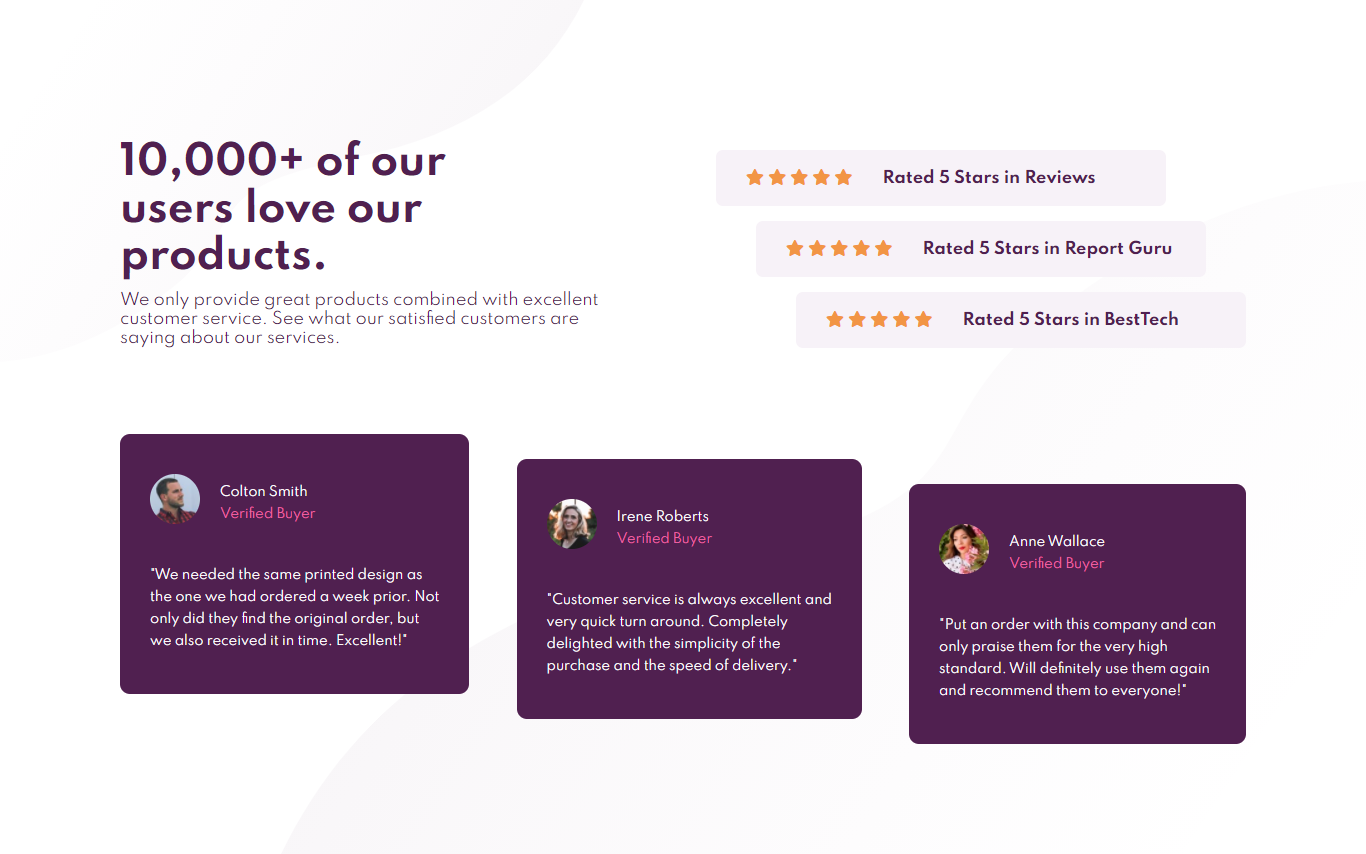 10,000+ of our
users love our
products.
We only provide great products combined with excellent
customer service. See what our satisfied customers are
saying about our services.
Rated 5 Stars in Reviews
Rated 5 Stars in Report Guru
Rated 5 Stars in BestTech
Colton Smith
Verified Buyer
"We needed the same printed design as
the one we had ordered a week prior. Not
only did they find the original order, but
we also received it in time. Excellent!"
Irene Roberts
Verified Buyer
"Customer service is always excellent and
very quick turn around. Completely
delighted with the simplicity of the
purchase and the speed of delivery."
Anne Wallace
Verified Buyer
"Put an order with this company and can
only praise them for the very high
standard. Will definitely use them again
and recommend them to everyone!"